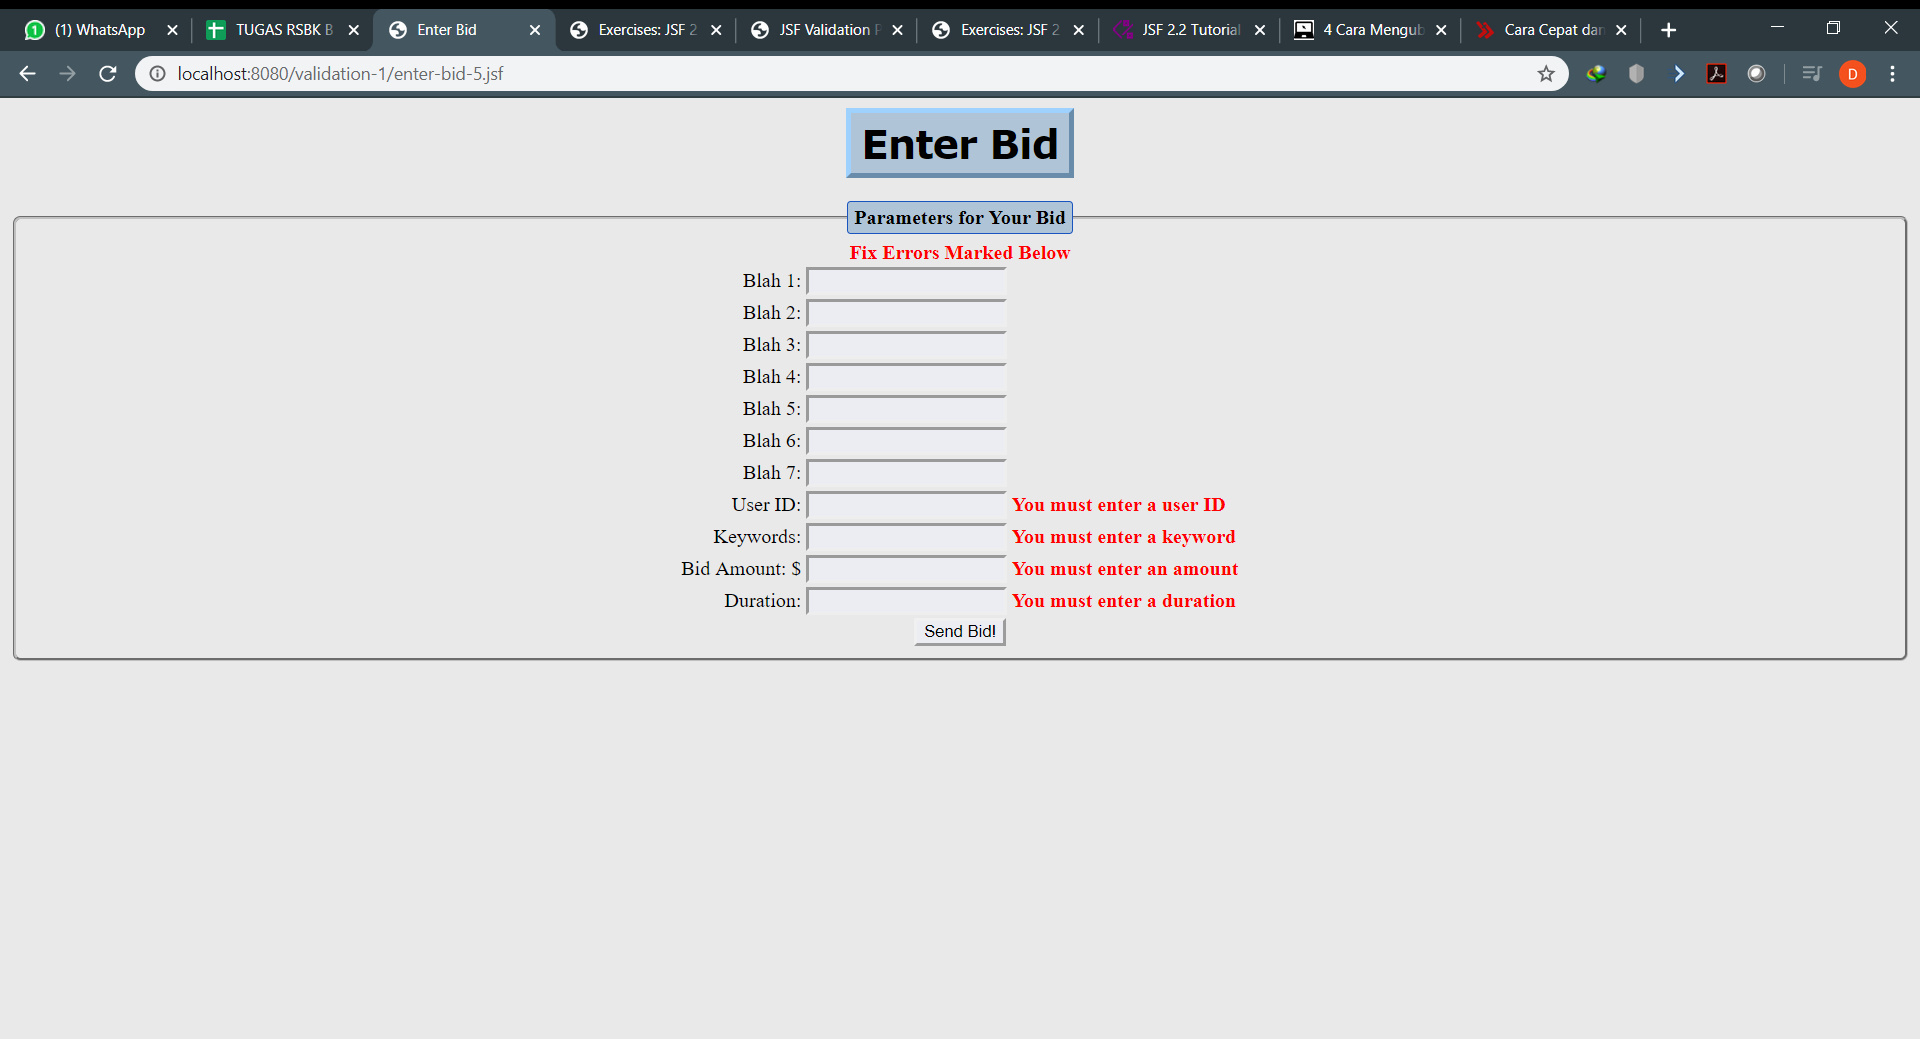 (1) WhatsApp
TUGAS RSBK B
Enter Bid
Exercises: JSF 2
JSF Validation
Exercises: JSF 2
JSF 2.2 Tutorial
4 Cara Mengub
Cara Cepat dan
localhost:8080/validation-1/enter-bid-5.jsf
D
Enter Bid
Parameters for Your Bid
Fix Errors Marked Below
Blah 1:
Blah 2:
Blah 3:
Blah 4:
Blah 5:
Blah 6:
Blah 7:
User ID: You must enter a user ID
Keywords: You must enter a keyword
Bid Amount: $ You must enter an amount
Duration: You must enter a duration
Send Bid!